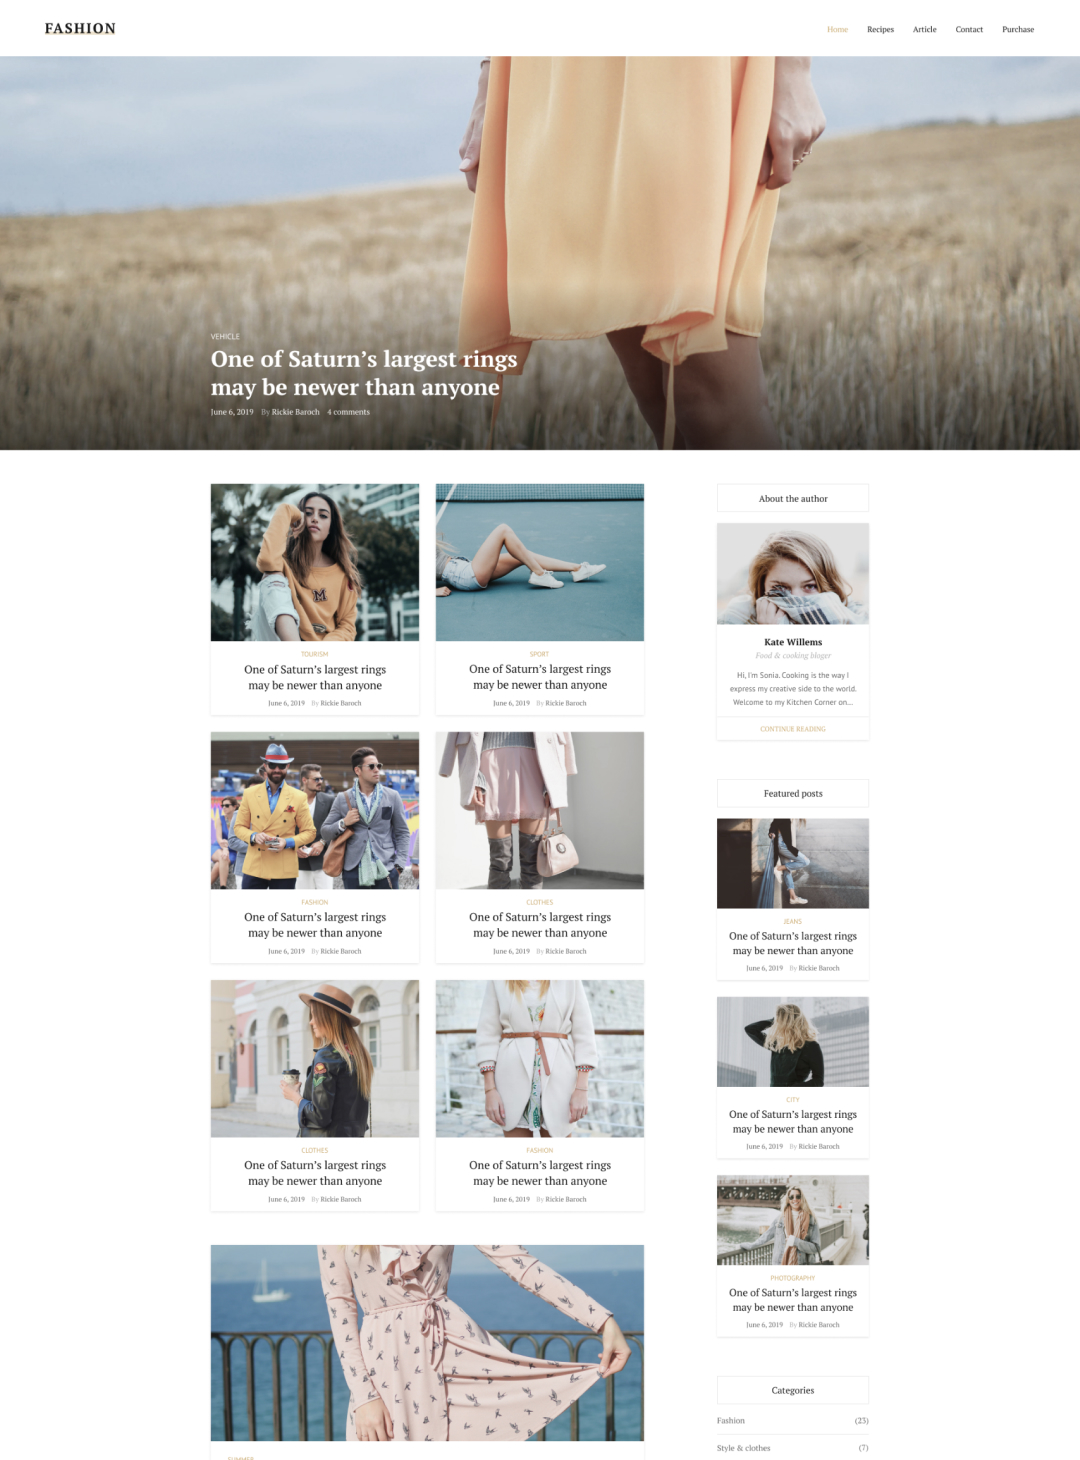 FASHION
Home Recipes Article Contact Purchase
VEHICLE
One of Saturn's largest rings
may be newer than anyone
June 6, 2019 By Rickie Baroch 4 comments
TOURISM
One of Saturn's largest rings
may be newer than anyone
June 6, 2019 By Rickie Baroch
SPORT
One of Saturn's largest rings
may be newer than anyone
June 6, 2019 By Rickie Baroch
FASHION
One of Saturn's largest rings
may be newer than anyone
June 6, 2019 By Rickie Baroch
CLOTHES
One of Saturn's largest rings
may be newer than anyone
June 6, 2019 By Rickie Baroch
CLOTHES
One of Saturn's largest rings
may be newer than anyone
June 6, 2019 By Rickie Baroch
FASHION
One of Saturn's largest rings
may be newer than anyone
June 6, 2019 By Rickie Baroch
SUMMER
About the author
Kate Willems
Food & cooking bloger
Hi, I'm Sonia. Cooking is the way I
express my creative side to the world.
Welcome to my Kitchen Corner on...
CONTINUE READING
Featured posts
JEANS
One of Saturn's largest rings
may be newer than anyone
June 6, 2019 By Rickie Baroch
CITY
One of Saturn's largest rings
may be newer than anyone
June 6, 2019 By Rickie Baroch
PHOTOGRAPHY
One of Saturn's largest rings
may be newer than anyone
June 6, 2019 By Rickie Baroch
Categories
Fashion (23)
Style & clothes (7)